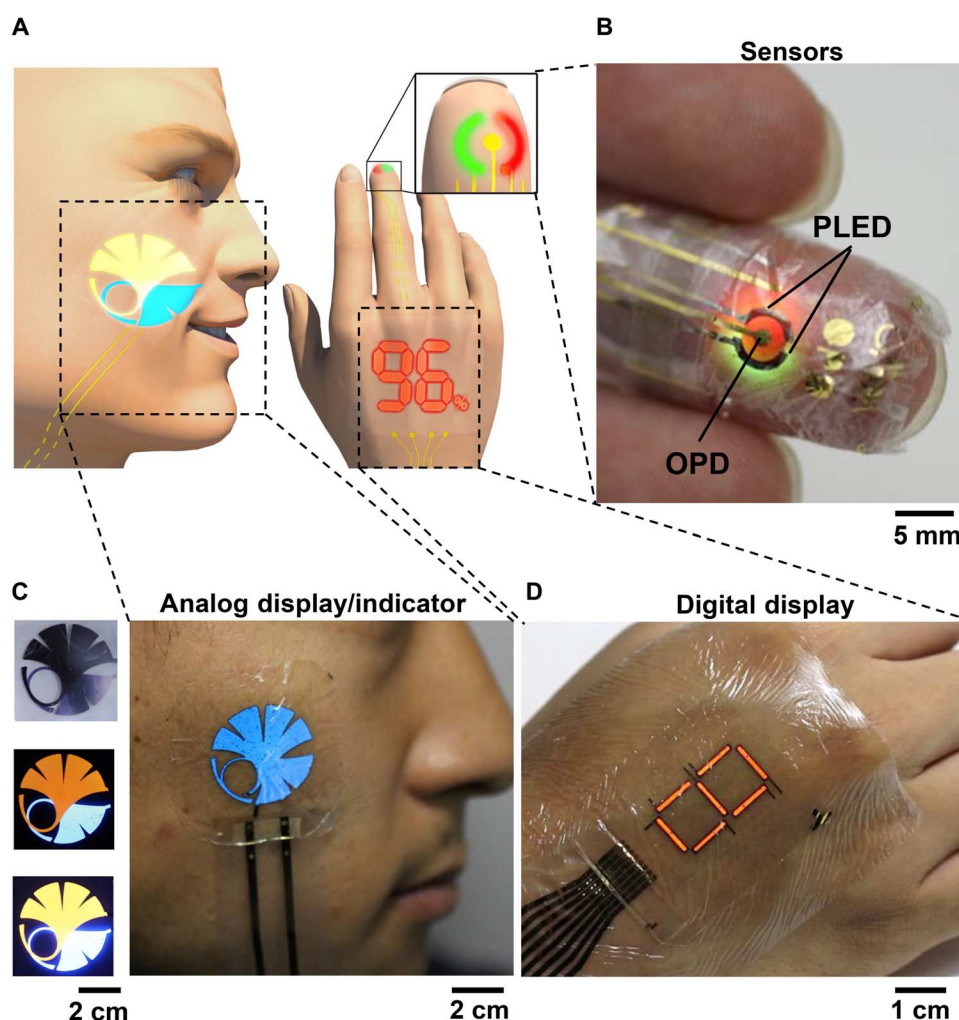 A
B
Sensors
PLED
OPD
5 mm
96%
C
Analog display/indicator
D
Digital display
2 cm
2 cm
1 cm